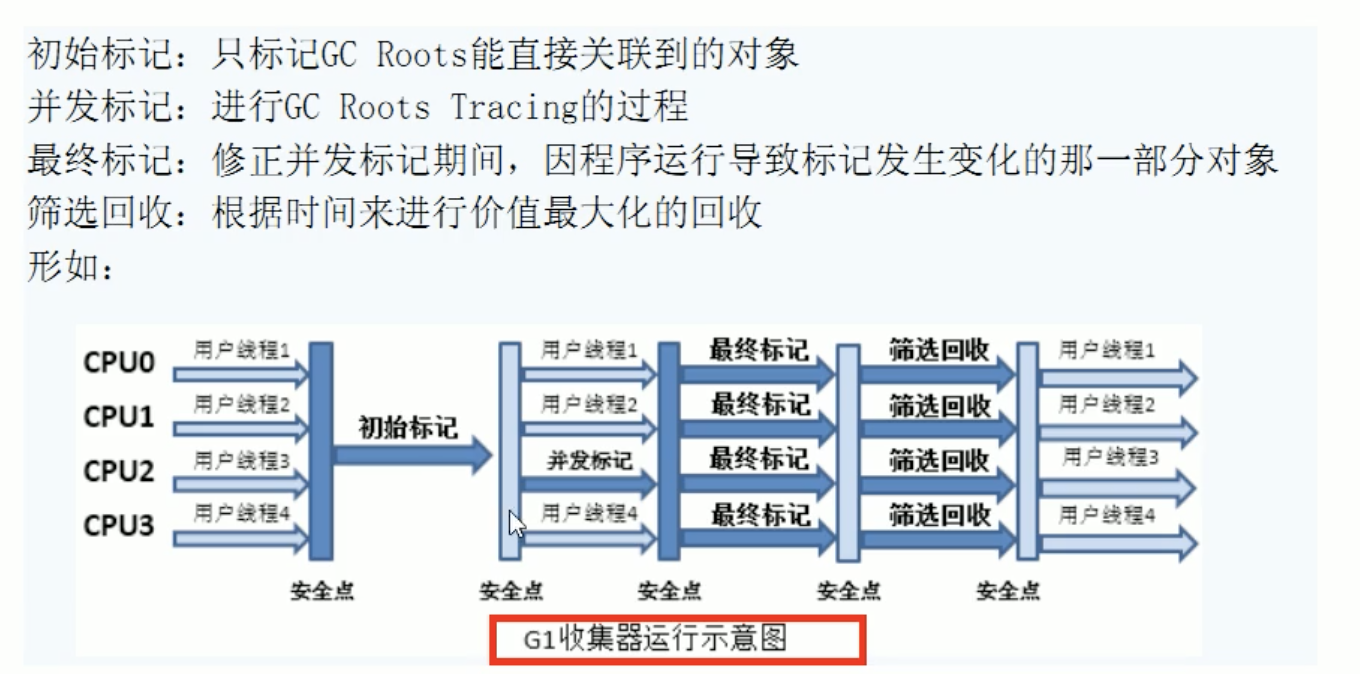 初始标记：只标记GC Roots能直接关联到的对象
并发标记：进行GC Roots Tracing的过程
最终标记：修正并发标记期间，因程序运行导致标记发生变化的那一部分对象
筛选回收：根据时间来进行价值最大化的回收
形如：
CPU0 用户线程1 用户线程1 最终标记 筛选回收 用户线程1
CPU1 用户线程2 用户线程2 最终标记 筛选回收 用户线程2
初始标记
CPU2 用户线程3 并发标记 最终标记 筛选回收 用户线程3
CPU3 用户线程4 用户线程4 最终标记 筛选回收 用户线程4
安全点 安全点 安全点 安全点 安全点
G1收集器运行示意图